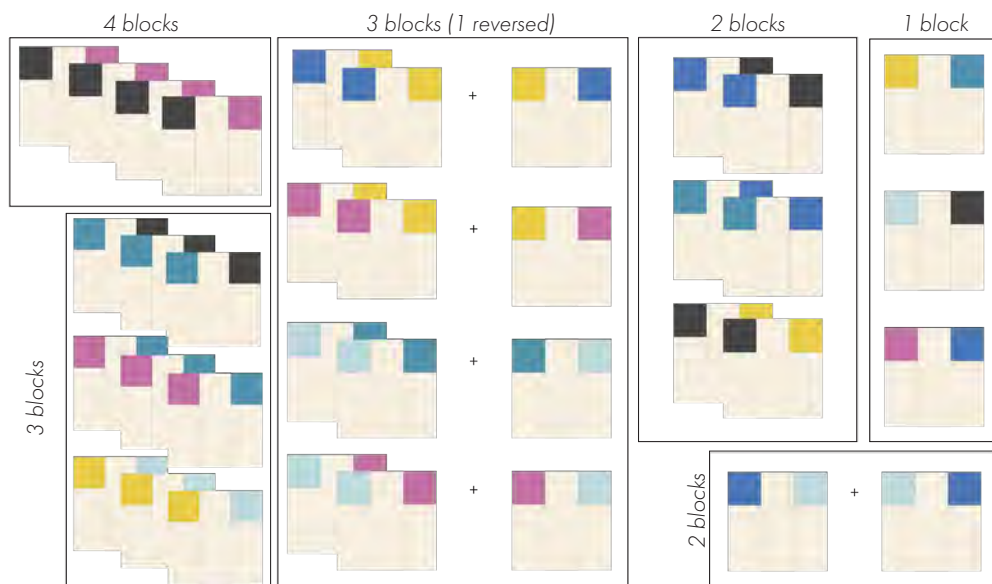 4 blocks
3 blocks (1 reversed)
2 blocks
1 block
+
+
3 blocks
+
+
2 blocks
+